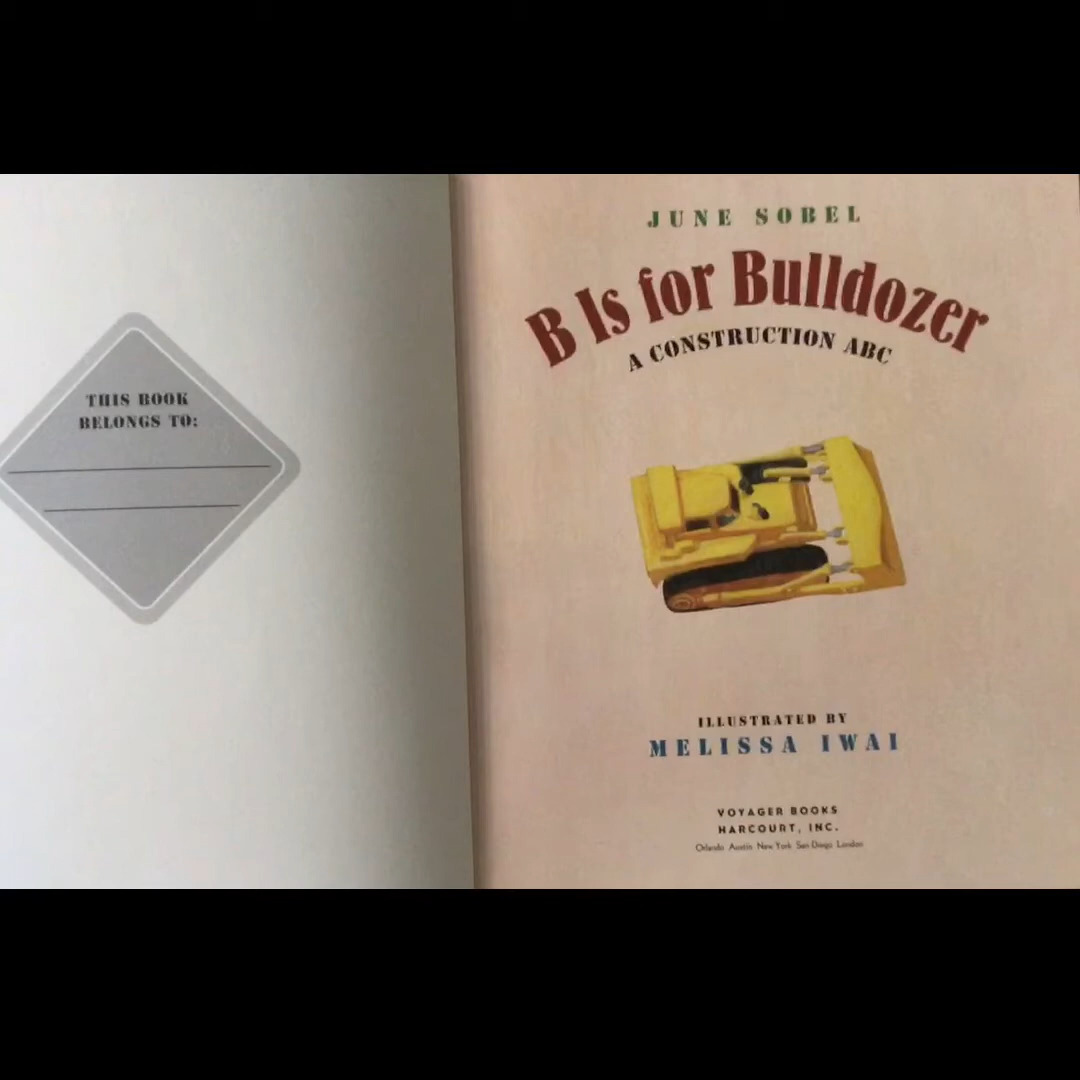 THIS BOOK
BELONGS TO:
JUNE SOBEL
B Is for Bulldozer
A CONSTRUCTION ABC
ILLUSTRATED BY
MELISSA IWAI
VOYAGER BOOKS
HARCOURT, INC.
Orlando Austin New York San Diego London